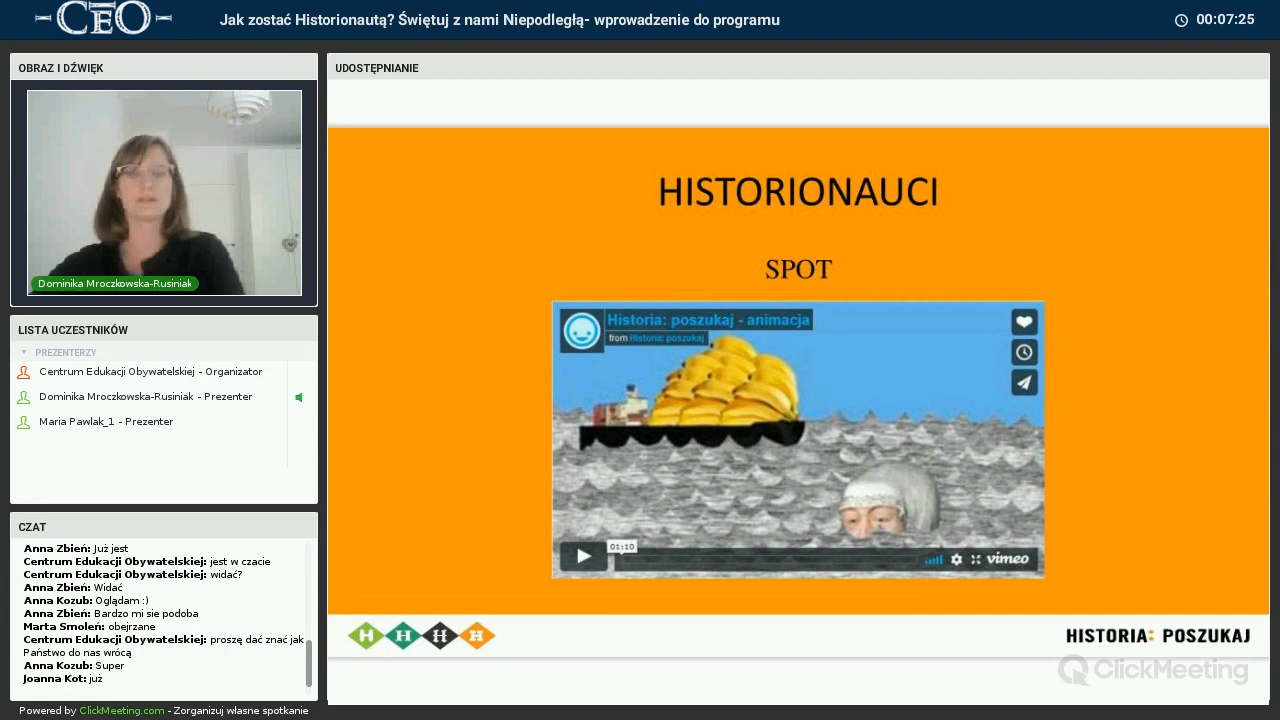 CEO
Jak zostać Historionautą? Świętuj z nami Niepodległą- wprowadzenie do programu
00:07:25
OBRAZ I DŹWIĘK
Dominika Mroczkowska-Rusiniak
LISTA UCZESTNIKÓW
PREZENTERZY
Centrum Edukacji Obywatelskiej - Organizator
Dominika Mroczkowska-Rusiniak - Prezenter
Maria Pawlak_1 - Prezenter
CZAT
Anna Zbień: Już jest
Centrum Edukacji Obywatelskiej: jest w czacie
Centrum Edukacji Obywatelskiej: widać?
Anna Zbień: Widać
Anna Kozub: Oglądam :)
Anna Zbień: Bardzo mi sie podoba
Marta Smoleń: obejrzane
Centrum Edukacji Obywatelskiej: proszę dać znać jak
Państwo do nas wrócą
Anna Kozub: Super
Joanna Kot: już
Powered by ClickMeeting.com - Zorganizuj własne spotkanie
UDOSTĘPNIANIE
HISTORIONAUCI
SPOT
Historia: poszukaj - animacja
from Historia: poszukaj
01:10
vimeo
H H H H
HISTORIA: POSZUKAJ
ClickMeeting